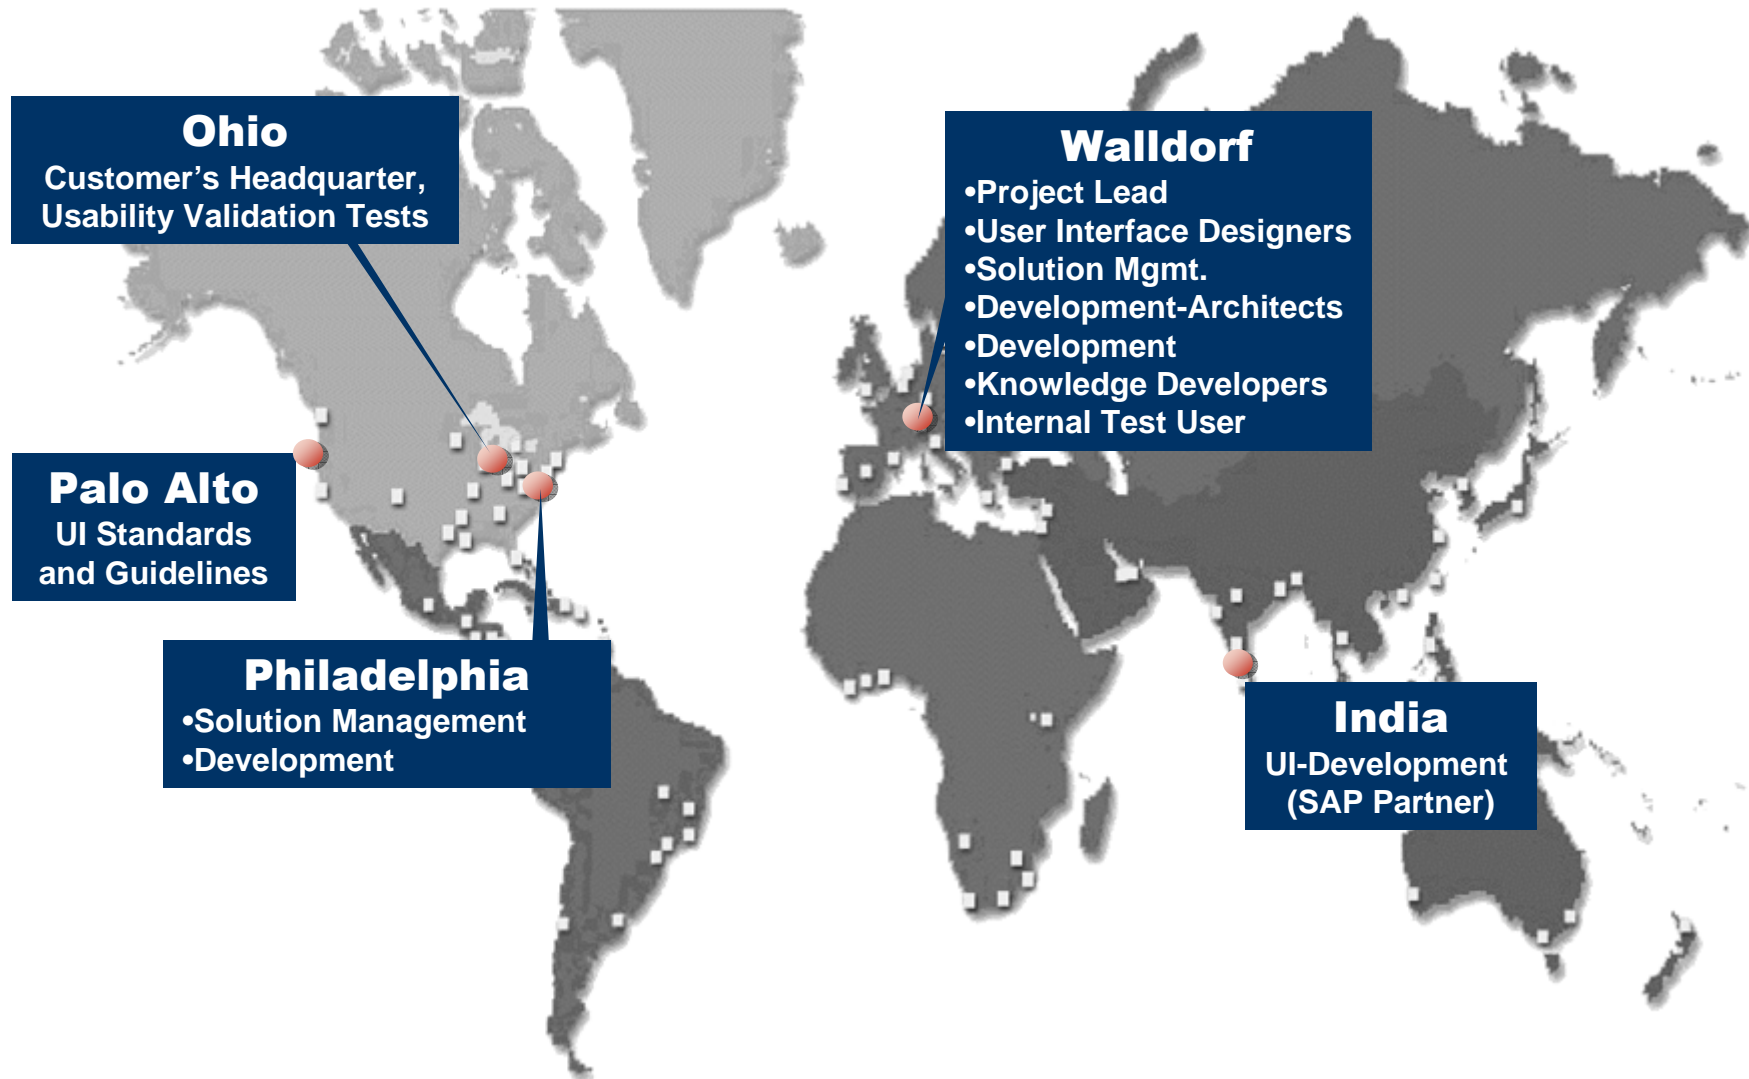 Ohio
Customer’s Headquarter,
Usability Validation Tests
Walldorf
•Project Lead
•User Interface Designers
•Solution Mgmt.
•Development-Architects
•Development
•Knowledge Developers
•Internal Test User
Palo Alto
UI Standards
and Guidelines
Philadelphia
•Solution Management
•Development
India
UI-Development
(SAP Partner)